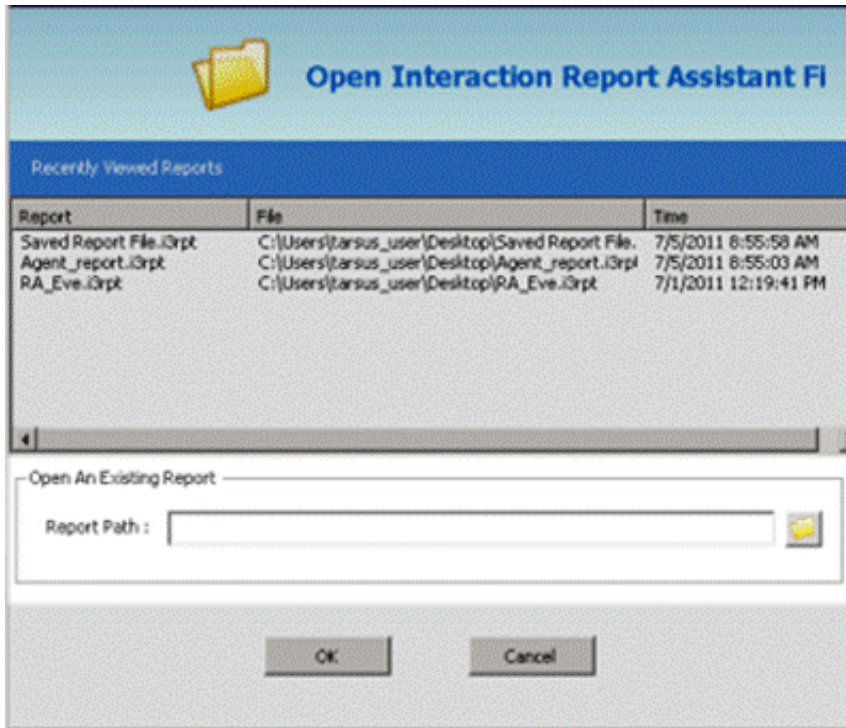 Open Interaction Report Assistant Fi
Recently Viewed Reports
Report File Time
Saved Report File.i3rpt C:\Users\tarsus_user\Desktop\Saved Report File. 7/5/2011 8:55:58 AM
Agent_report.i3rpt C:\Users\tarsus_user\Desktop\Agent_report.i3rpt 7/5/2011 8:55:03 AM
RA_Eve.i3rpt C:\Users\tarsus_user\Desktop\RA_Eve.i3rpt 7/1/2011 12:19:41 PM
Open An Existing Report
Report Path :
OK Cancel